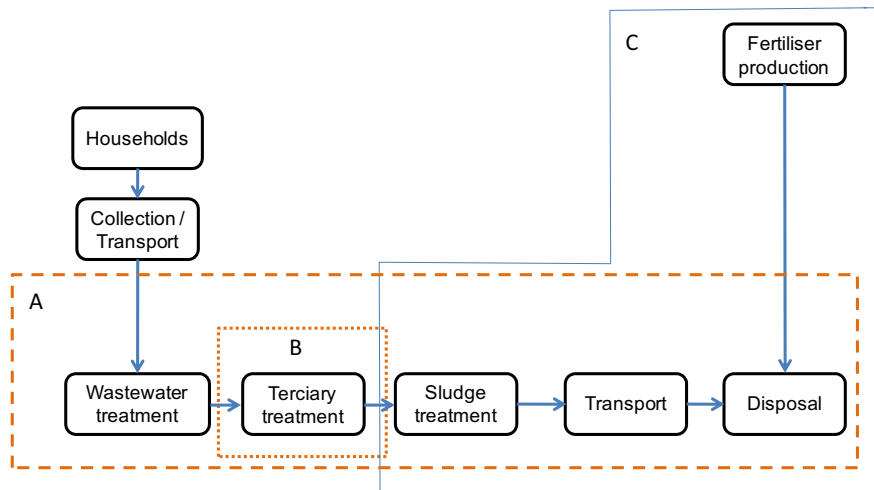 C
Fertiliser
production
Households
Collection /
Transport
A
B
Wastewater
treatment
Terciary
treatment
Sludge
treatment
Transport
Disposal